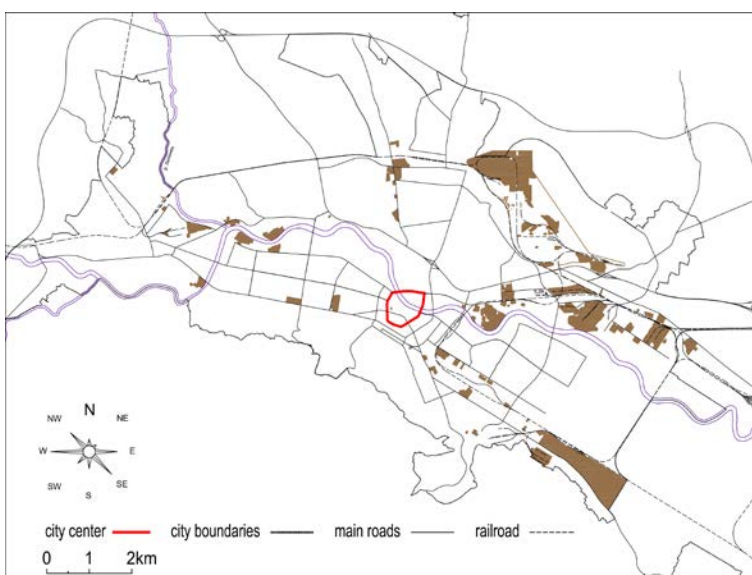 NW N NE
W E
SW S SE
city center city boundaries main roads railroad
0 1 2km